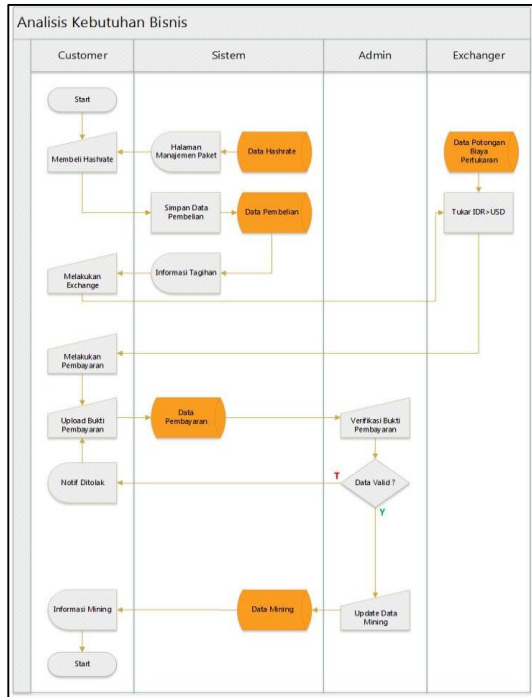 Analisis Kebutuhan Bisnis
Customer
Sistem
Admin
Exchanger
Start
Membeli Hashrate
Halaman
Manajemen Paket
Data Hashrate
Data Potongan
Biaya
Pertukaran
Simpan Data
Pembelian
Data Pembelian
Tukar IDR>USD
Melakukan
Exchange
Informasi Tagihan
Melakukan
Pembayaran
Upload Bukti
Pembayaran
Data
Pembayaran
Verifikasi Bukti
Pembayaran
Notif Ditolak
T
Data Valid ?
Y
Informasi Mining
Data Mining
Update Data
Mining
Start